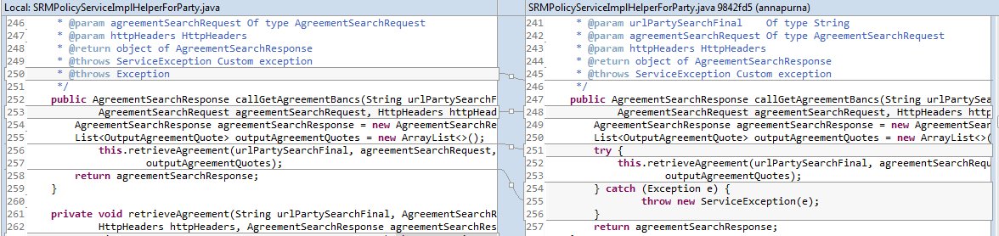 Local: SRMPolicyServiceImplHelperForParty.java
246 * @param agreementSearchRequest Of type AgreementSearchRequest
247 * @param httpHeaders HttpHeaders
248 * @return object of AgreementSearchResponse
249 * @throws ServiceException Custom exception
250 * @throws Exception
251 */
252 public AgreementSearchResponse callGetAgreementBancs(String urlPartySearchF
253 AgreementSearchRequest agreementSearchRequest, HttpHeaders httpHead
254 AgreementSearchResponse agreementSearchResponse = new AgreementSearchRe
255 List<OutputAgreementQuote> outputAgreementQuotes = new ArrayList<>();
256 this.retrieveAgreement(urlPartySearchFinal, agreementSearchRequest,
257 outputAgreementQuotes);
258 return agreementSearchResponse;
259 }
260
261 private void retrieveAgreement(String urlPartySearchFinal, AgreementSearchR
262 HttpHeaders httpHeaders, AgreementSearchResponse agreementSearchRes
SRMPolicyServiceImplHelperForParty.java 9842fd5 (annapurna)
241 * @param urlPartySearchFinal Of type String
242 * @param agreementSearchRequest Of type AgreementSearchRequest
243 * @param httpHeaders HttpHeaders
244 * @return object of AgreementSearchResponse
245 * @throws ServiceException Custom exception
246 */
247 public AgreementSearchResponse callGetAgreementBancs(String urlPartySea
248 AgreementSearchRequest agreementSearchRequest, HttpHeaders http
249 AgreementSearchResponse agreementSearchResponse = new AgreementSear
250 List<OutputAgreementQuote> outputAgreementQuotes = new ArrayList<>(
251 try {
252 this.retrieveAgreement(urlPartySearchFinal, agreementSearchRequ
253 outputAgreementQuotes);
254 } catch (Exception e) {
255 throw new ServiceException(e);
256 }
257 return agreementSearchResponse;